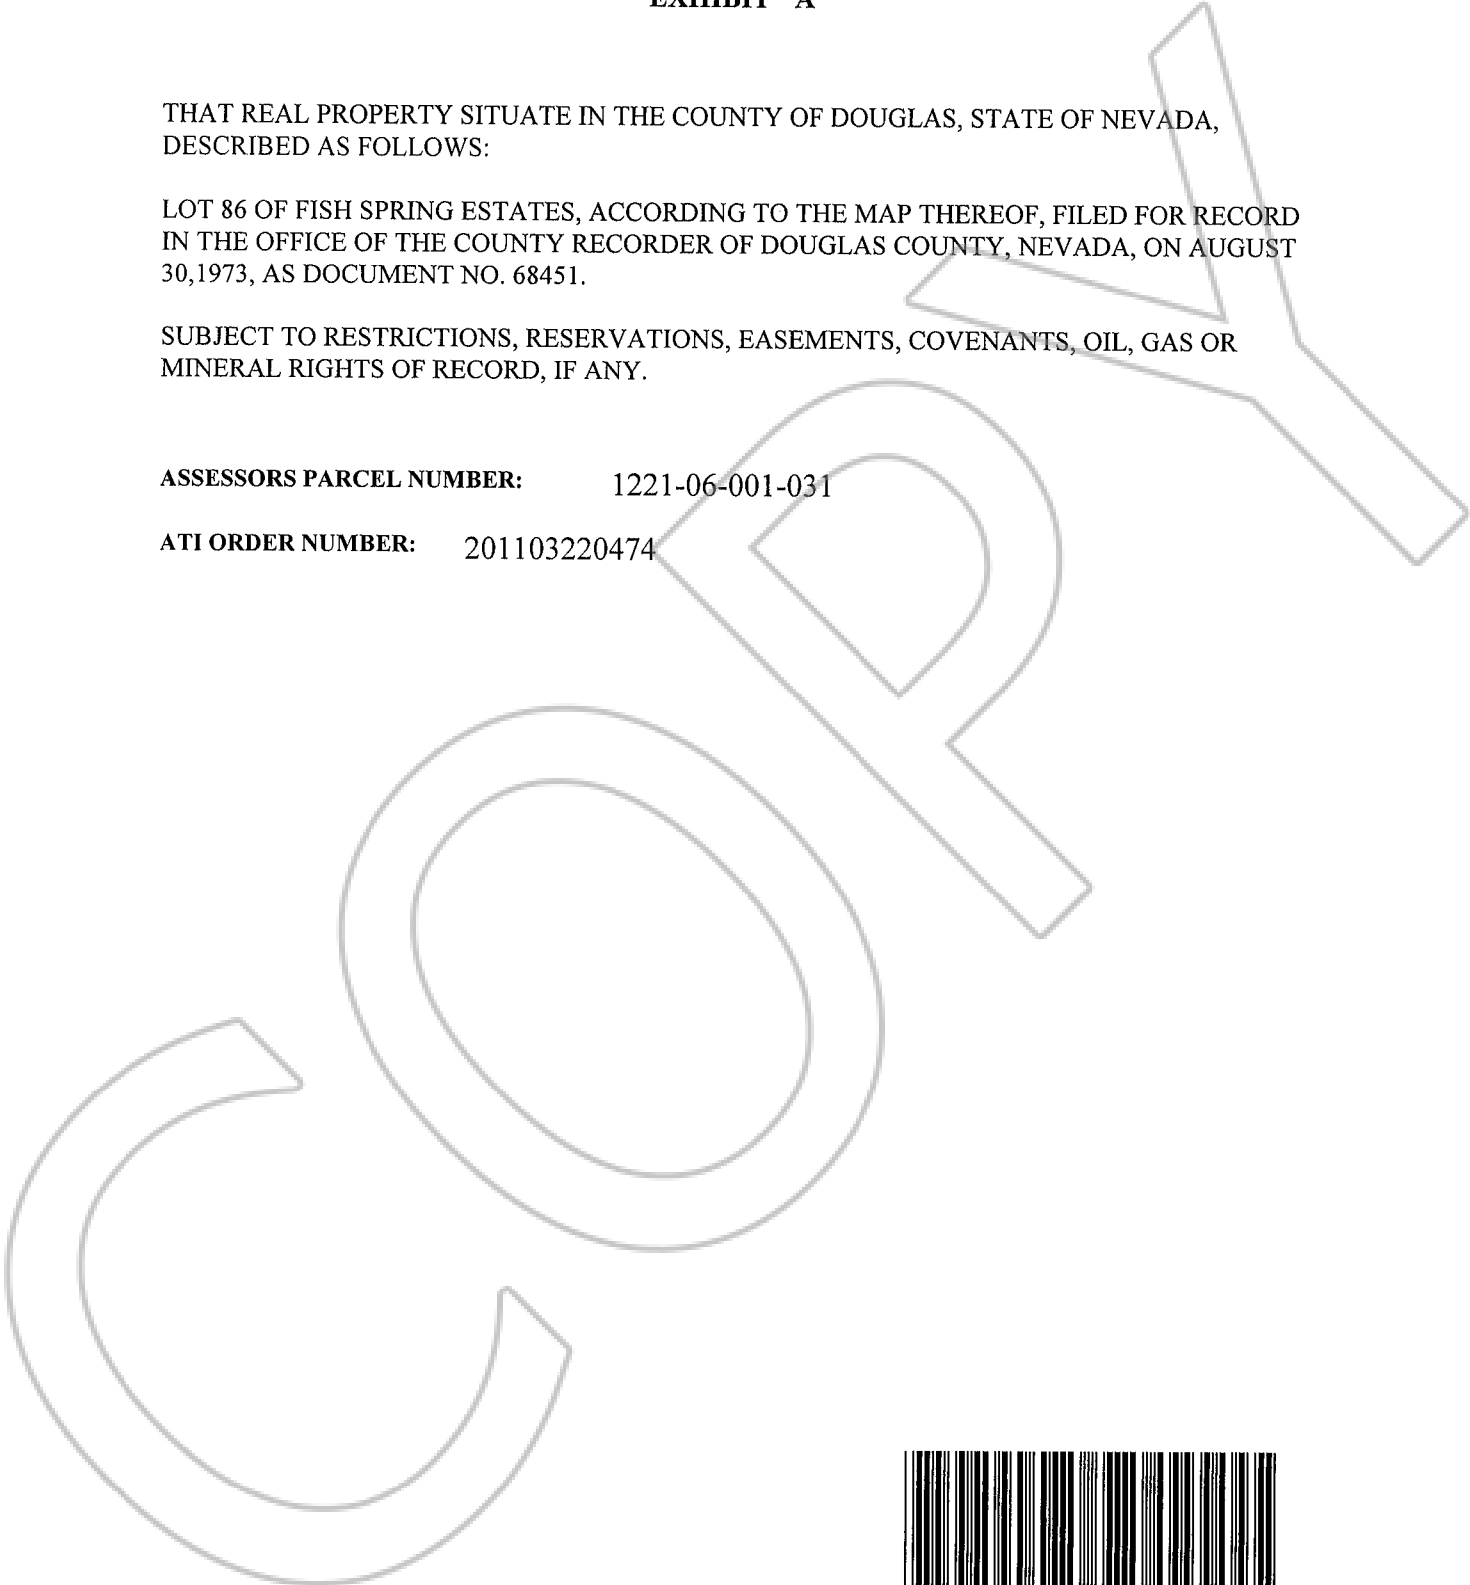 EXHIBIT "A"
THAT REAL PROPERTY SITUATE IN THE COUNTY OF DOUGLAS, STATE OF NEVADA,
DESCRIBED AS FOLLOWS:
LOT 86 OF FISH SPRING ESTATES, ACCORDING TO THE MAP THEREOF, FILED FOR RECORD
IN THE OFFICE OF THE COUNTY RECORDER OF DOUGLAS COUNTY, NEVADA, ON AUGUST
30,1973, AS DOCUMENT NO. 68451.
SUBJECT TO RESTRICTIONS, RESERVATIONS, EASEMENTS, COVENANTS, OIL, GAS OR
MINERAL RIGHTS OF RECORD, IF ANY.
ASSESSORS PARCEL NUMBER: 1221-06-001-031
ATI ORDER NUMBER: 201103220474
COPY